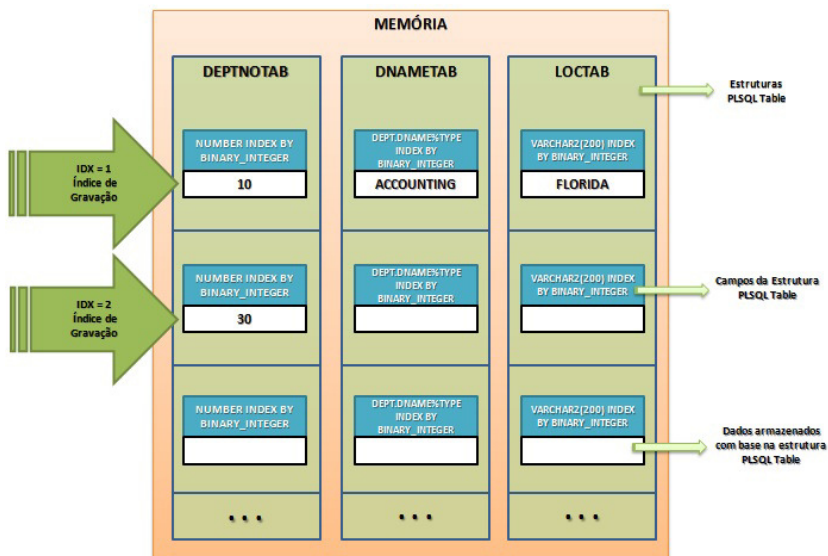 MEMÓRIA
DEPTNOTAB
DNAMETAB
LOCTAB
Estruturas
PLSQL Table
IDX = 1
Índice de
Gravação
NUMBER INDEX BY
BINARY_INTEGER
10
DEPT.DNAME%TYPE
INDEX BY
BINARY_INTEGER
ACCOUNTING
VARCHAR2(200) INDEX
BY BINARY_INTEGER
FLORIDA
IDX = 2
Índice de
Gravação
NUMBER INDEX BY
BINARY_INTEGER
30
DEPT.DNAME%TYPE
INDEX BY
BINARY_INTEGER
VARCHAR2(200) INDEX
BY BINARY_INTEGER
Campos da Estrutura
PLSQL Table
NUMBER INDEX BY
BINARY_INTEGER
DEPT.DNAME%TYPE
INDEX BY
BINARY_INTEGER
VARCHAR2(200) INDEX
BY BINARY_INTEGER
Dados armazenados
com base na estrutura
PLSQL Table
...
...
...